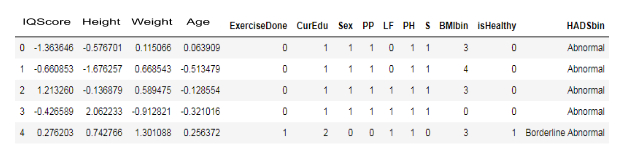 IQScore Height Weight Age ExerciseDone CurEdu Sex PP LF PH S BMIbin isHealthy HADSbin
0 -1.363646 -0.576701 0.115066 0.063909 0 1 1 1 0 1 1 3 0 Abnormal
1 -0.660853 -1.676257 0.668543 -0.513479 0 1 1 1 0 1 1 4 0 Abnormal
2 1.213260 -0.136879 0.589475 -0.128554 0 1 1 1 1 1 1 3 0 Abnormal
3 -0.426589 2.062233 -0.912821 -0.321016 0 1 1 1 1 1 1 0 0 Abnormal
4 0.276203 0.742766 1.301088 0.256372 1 2 0 0 1 1 0 3 1 Borderline Abnormal